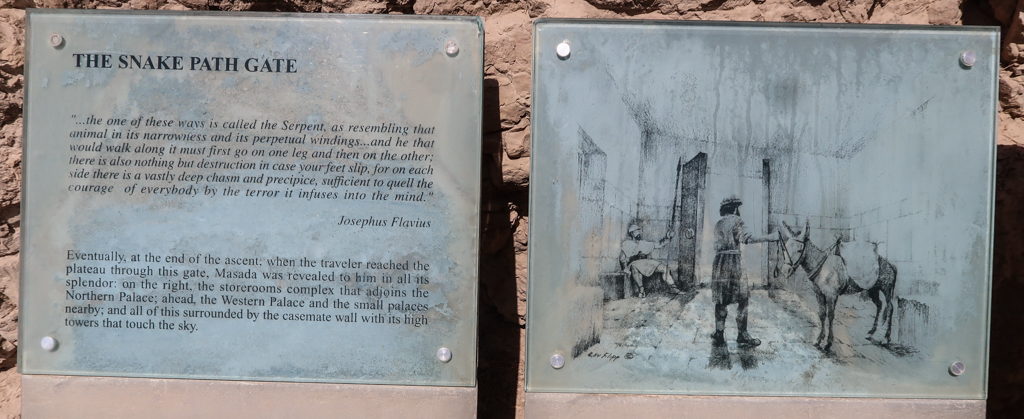 THE SNAKE PATH GATE
"...the one of these ways is called the Serpent, as resembling that
animal in its narrowness and its perpetual windings...and he that
would walk along it must first go on one leg and then on the other;
there is also nothing but destruction in case your feet slip, for on each
side there is a vastly deep chasm and precipice, sufficient to quell the
courage of everybody by the terror it infuses into the mind."
Josephus Flavius
Eventually, at the end of the ascent, when the traveler reached the
plateau through this gate, Masada was revealed to him in all its
splendor: on the right, the storerooms complex that adjoins the
Northern Palace; ahead, the Western Palace and the small palaces
nearby; and all of this surrounded by the casemate wall with its high
towers that touch the sky.
©